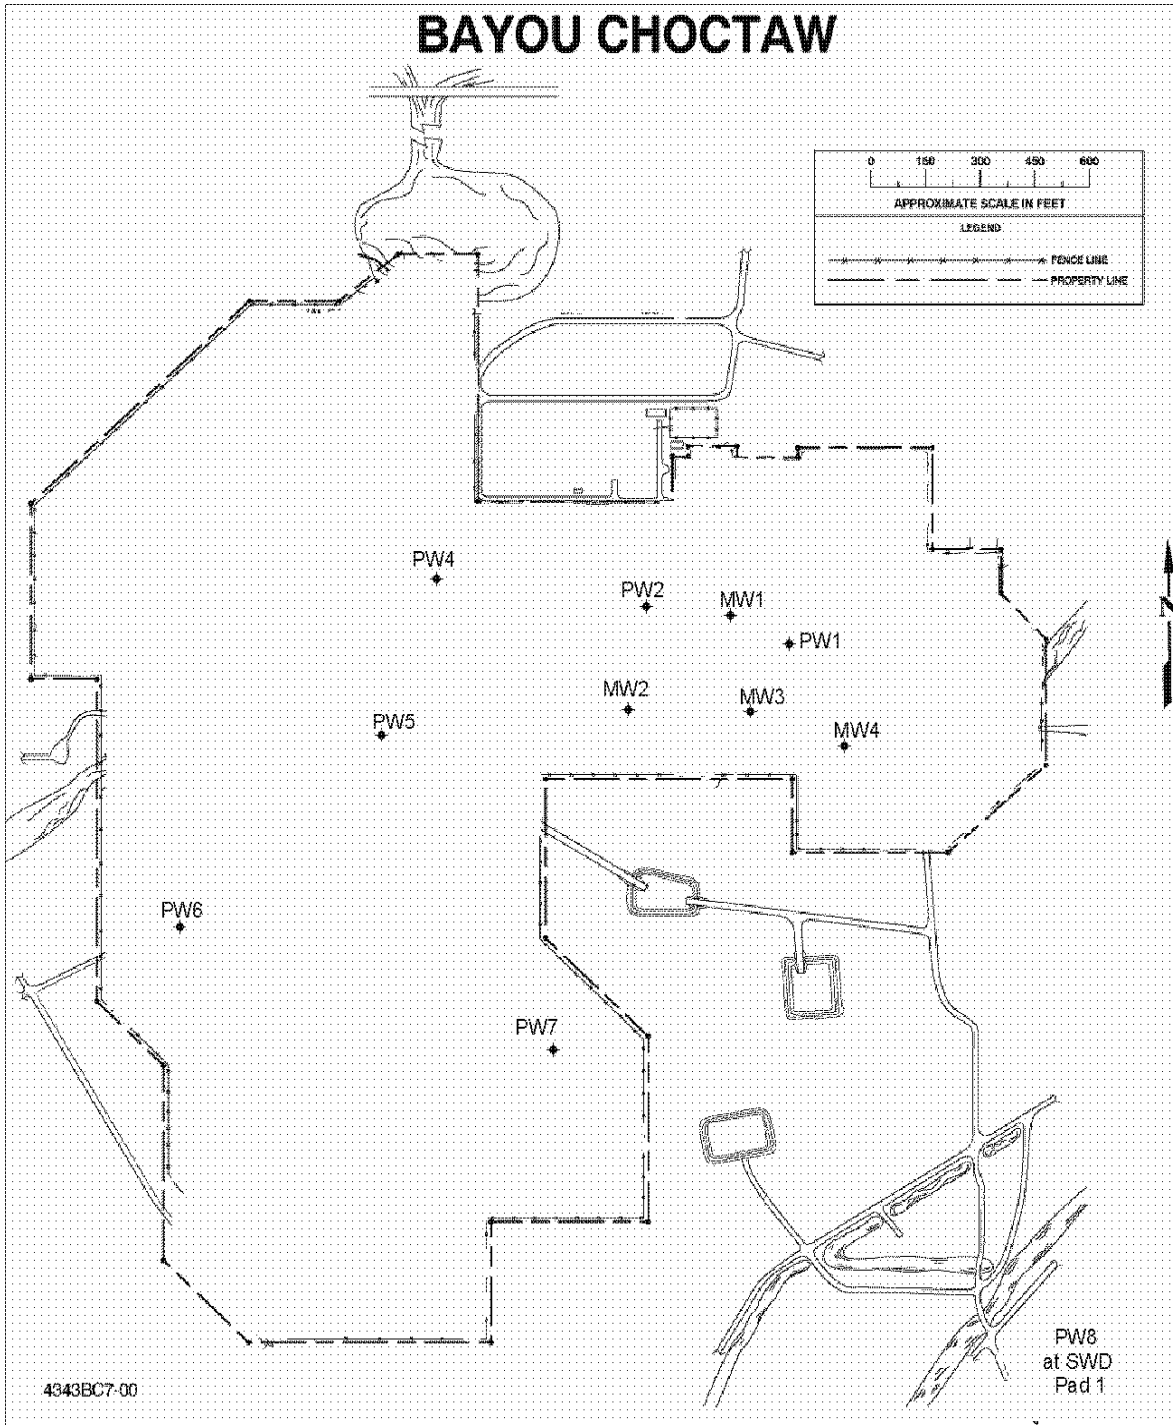 BAYOU CHOCTAW
0 150 300 450 600
APPROXIMATE SCALE IN FEET
LEGEND
FENCE LINE
PROPERTY LINE
PW4
PW2
MW1
N
PW1
MW2
MW3
PW5
MW4
PW6
PW7
PW8
at SWD
Pad 1
4343BC7-00